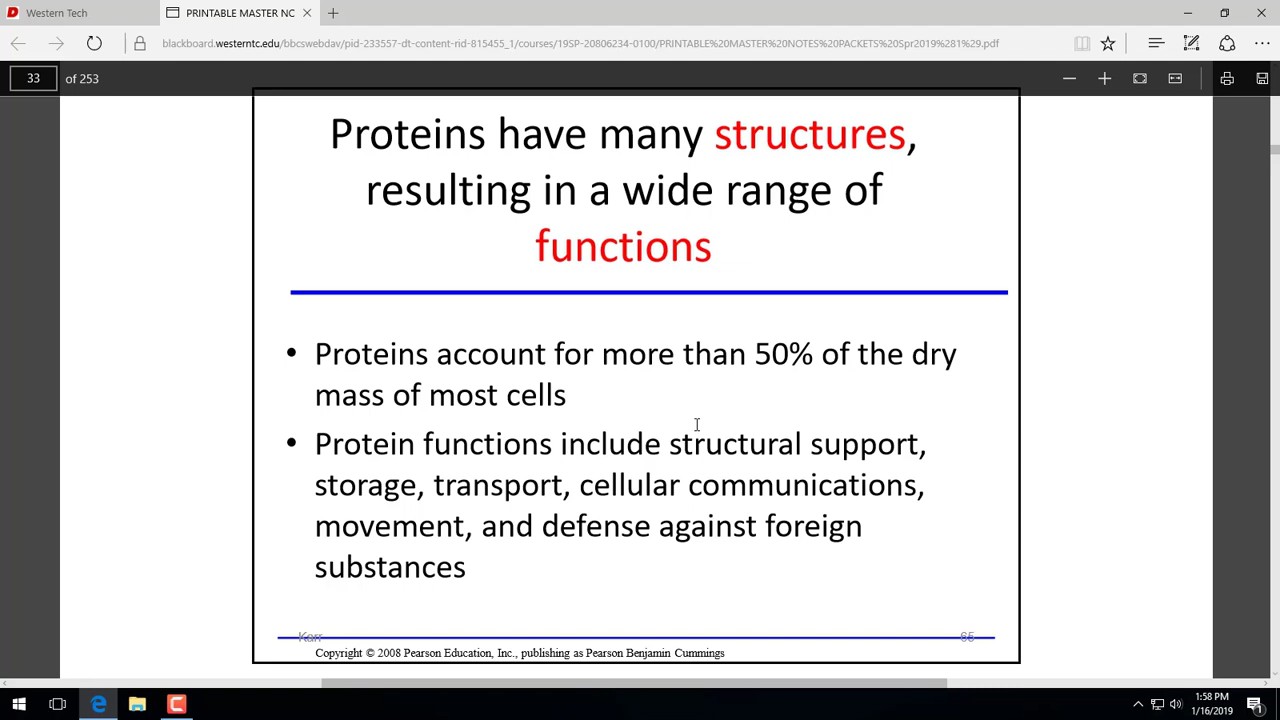 Western Tech
PRINTABLE MASTER NC
blackboard.westerntc.edu/bbcswebdav/pid-233557-dt-content-rid-815455_1/courses/19SP-20806234-0100/PRINTABLE%20MASTER%20NOTES%20PACKETS%20Spr2019%281%29.pdf
33 of 253
Proteins have many structures,
resulting in a wide range of
functions
• Proteins account for more than 50% of the dry
mass of most cells
• Protein functions include structural support,
storage, transport, cellular communications,
movement, and defense against foreign
substances
Karr 65
Copyright © 2008 Pearson Education, Inc., publishing as Pearson Benjamin Cummings
1:58 PM
1/16/2019